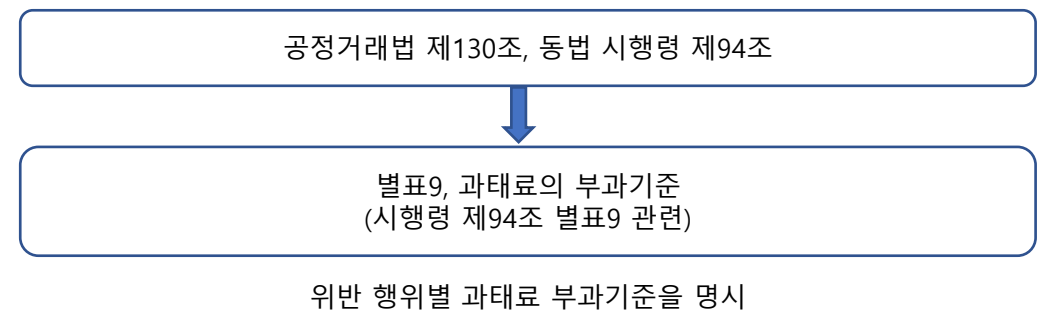 공정거래법 제130조, 동법 시행령 제94조
별표9, 과태료의 부과기준
(시행령 제94조 별표9 관련)
위반 행위별 과태료 부과기준을 명시